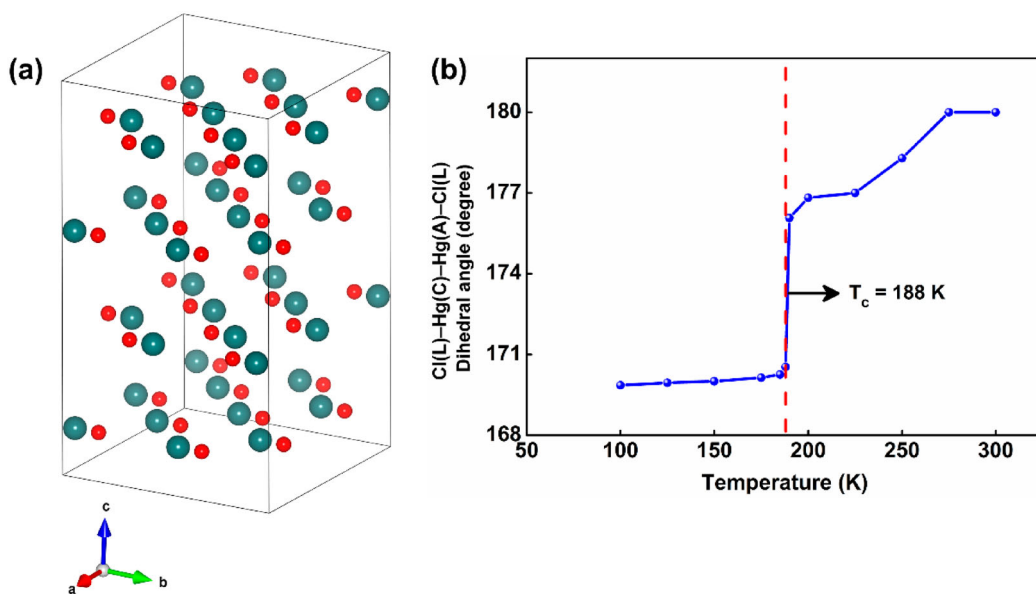 (a)
c
a
b
(b)
Cl(L)–Hg(C)–Hg(A)–Cl(L)
Dihedral angle (degree)
180
177
174
171
168
T_c = 188 K
50
100
150
200
250
300
Temperature (K)